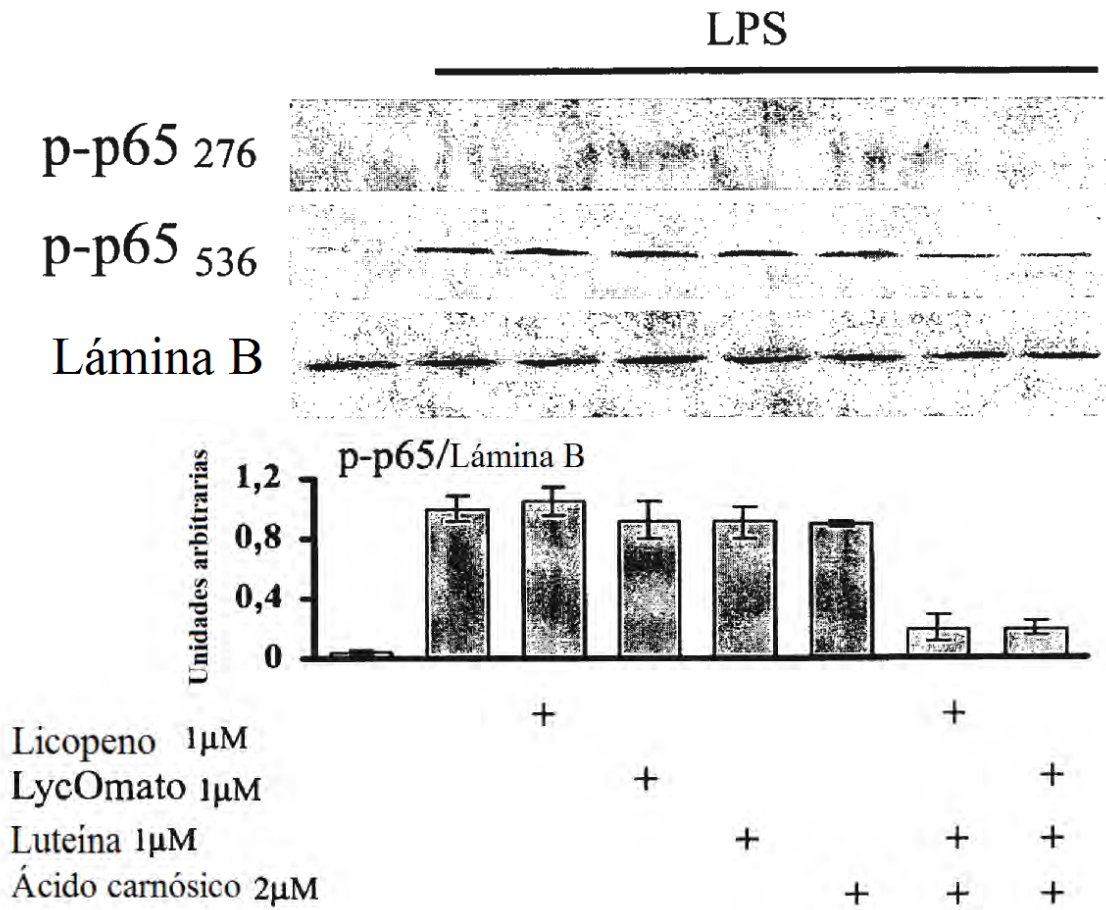 LPS
p-p65 276
p-p65 536
Lámina B
p-p65/Lámina B
Unidades arbitrarias
1,2
0,8
0,4
0
Licopeno 1µM + +
LycOmato 1µM + +
Luteína 1µM + + +
Ácido carnósico 2µM + + +